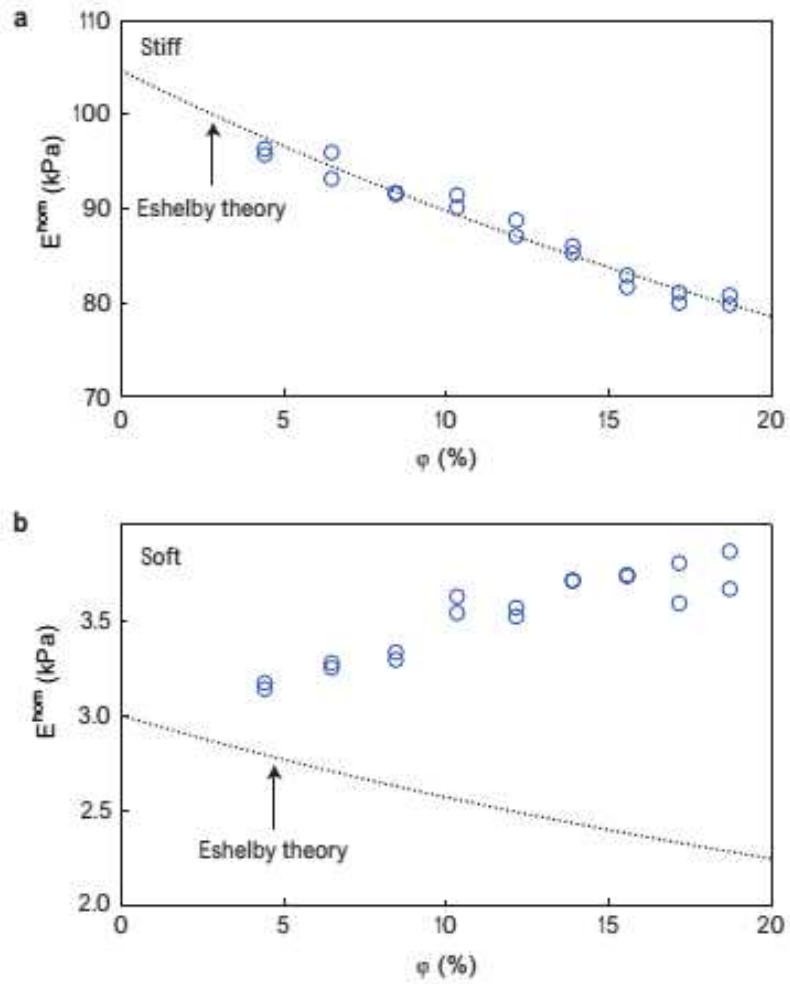 a
110
Stiff
100
Eshelby theory
90
80
70
E^hom (kPa)
0 5 10 15 20
φ (%)
b
Soft
3.5
3.0
2.5
Eshelby theory
2.0
E^hom (kPa)
0 5 10 15 20
φ (%)